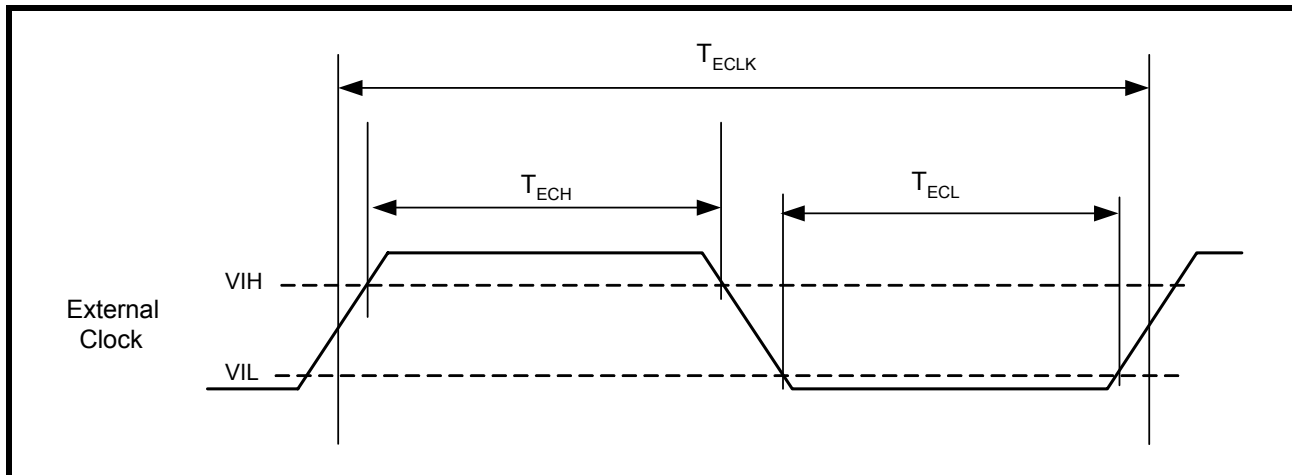 T_ECLK
T_ECH
T_ECL
VIH
External
Clock
VIL